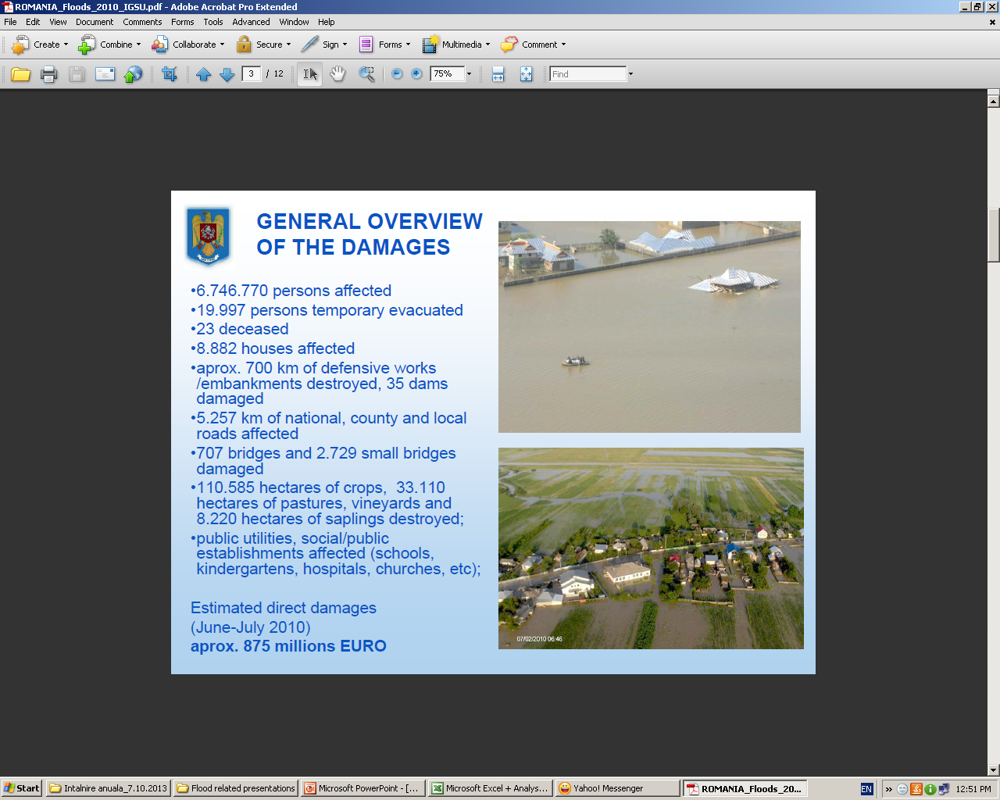 ROMANIA_Floods_2010_IGSU.pdf - Adobe Acrobat Pro Extended
File Edit View Document Comments Forms Tools Advanced Window Help
Create Combine Collaborate Secure Sign Forms Multimedia Comment
3 / 12 75% Find
GENERAL OVERVIEW
OF THE DAMAGES
•6.746.770 persons affected
•19.997 persons temporary evacuated
•23 deceased
•8.882 houses affected
•aprox. 700 km of defensive works
/embankments destroyed, 35 dams
damaged
•5.257 km of national, county and local
roads affected
•707 bridges and 2.729 small bridges
damaged
•110.585 hectares of crops, 33.110
hectares of pastures, vineyards and
8.220 hectares of saplings destroyed;
•public utilities, social/public
establishments affected (schools,
kindergartens, hospitals, churches, etc);
Estimated direct damages
(June-July 2010)
aprox. 875 millions EURO
07/02/2010 06:46
Start Intalnire anuala_7.10.2013 Flood related presentations Microsoft PowerPoint - [... Microsoft Excel + Analys... Yahoo! Messenger ROMANIA_Floods_20... EN » 12:51 PM